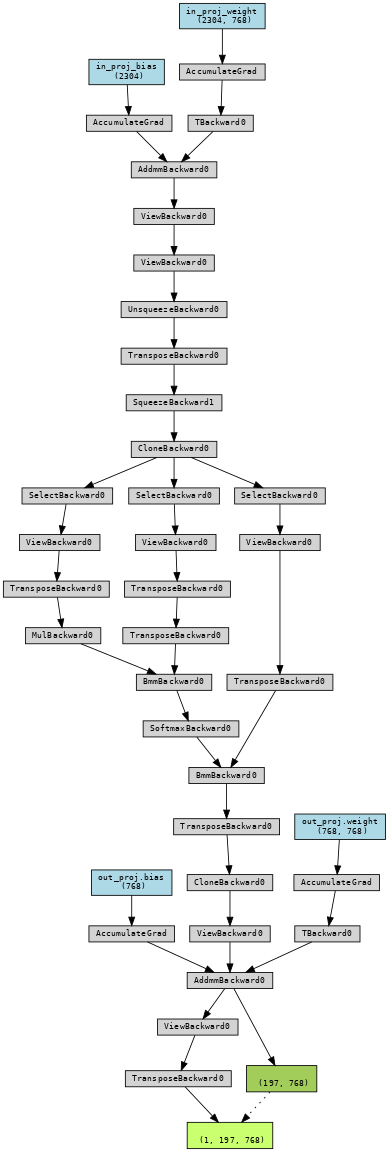 in_proj_weight
(2304, 768)
in_proj_bias
(2304)
AccumulateGrad
AccumulateGrad
TBackward0
AddmmBackward0
ViewBackward0
ViewBackward0
UnsqueezeBackward0
TransposeBackward0
SqueezeBackward1
CloneBackward0
SelectBackward0
SelectBackward0
SelectBackward0
ViewBackward0
ViewBackward0
ViewBackward0
TransposeBackward0
TransposeBackward0
MulBackward0
TransposeBackward0
BmmBackward0
TransposeBackward0
SoftmaxBackward0
BmmBackward0
TransposeBackward0
out_proj.weight
(768, 768)
out_proj.bias
(768)
CloneBackward0
AccumulateGrad
AccumulateGrad
ViewBackward0
TBackward0
AddmmBackward0
ViewBackward0
TransposeBackward0
(197, 768)
(1, 197, 768)